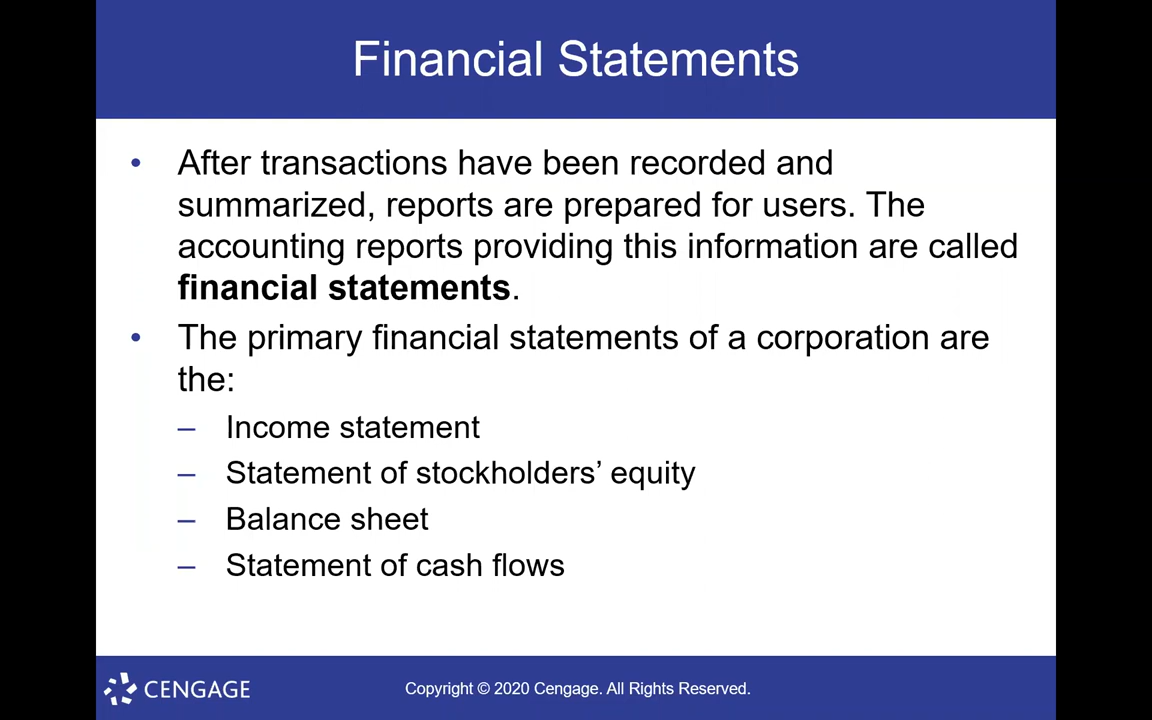 Financial Statements
• After transactions have been recorded and
summarized, reports are prepared for users. The
accounting reports providing this information are called
financial statements.
• The primary financial statements of a corporation are
the:
– Income statement
– Statement of stockholders’ equity
– Balance sheet
– Statement of cash flows
CENGAGE
Copyright © 2020 Cengage. All Rights Reserved.